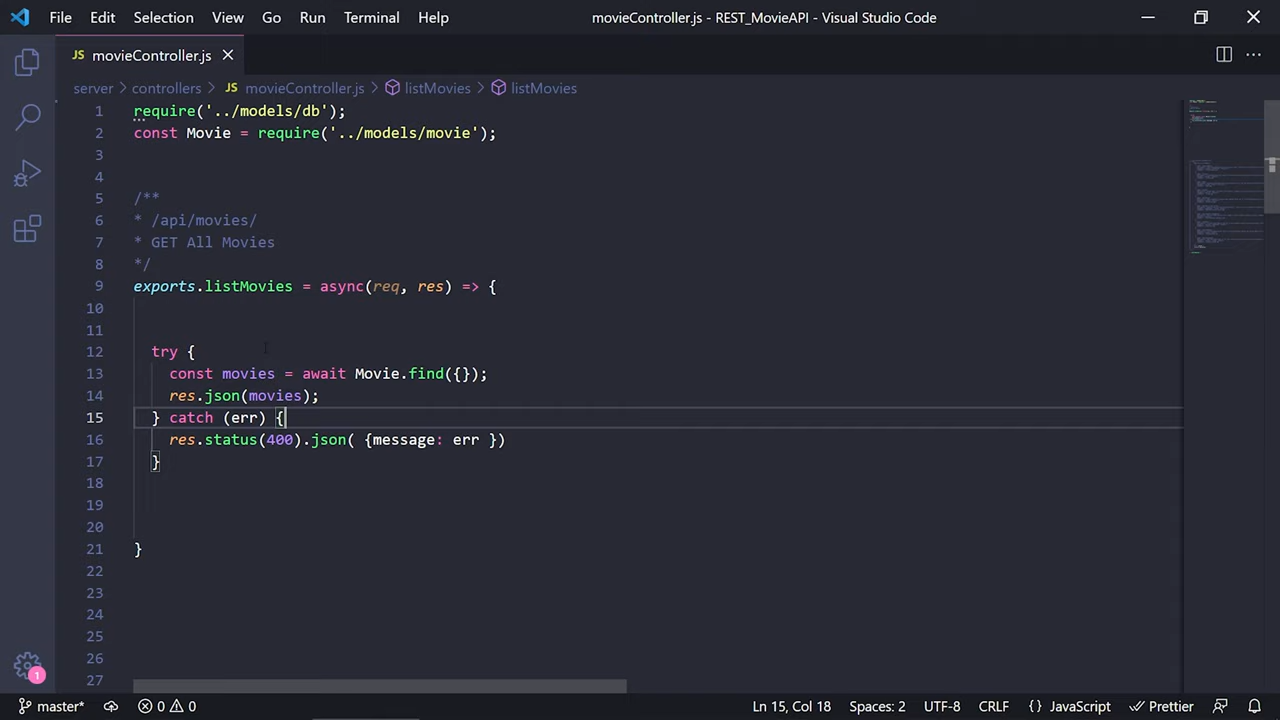 File Edit Selection View Go Run Terminal Help movieController.js - REST_MovieAPI - Visual Studio Code
JS movieController.js
server > controllers > JS movieController.js > listMovies > listMovies
1 require('../models/db');
2 const Movie = require('../models/movie');
3
4
5 /**
6 * /api/movies/
7 * GET All Movies
8 */
9 exports.listMovies = async(req, res) => {
10
11
12 try {
13 const movies = await Movie.find({});
14 res.json(movies);
15 } catch (err) {
16 res.status(400).json( {message: err })
17 }
18
19
20
21 }
22
23
24
25
26
27
1
master* 0 0 Ln 15, Col 18 Spaces: 2 UTF-8 CRLF {} JavaScript Prettier